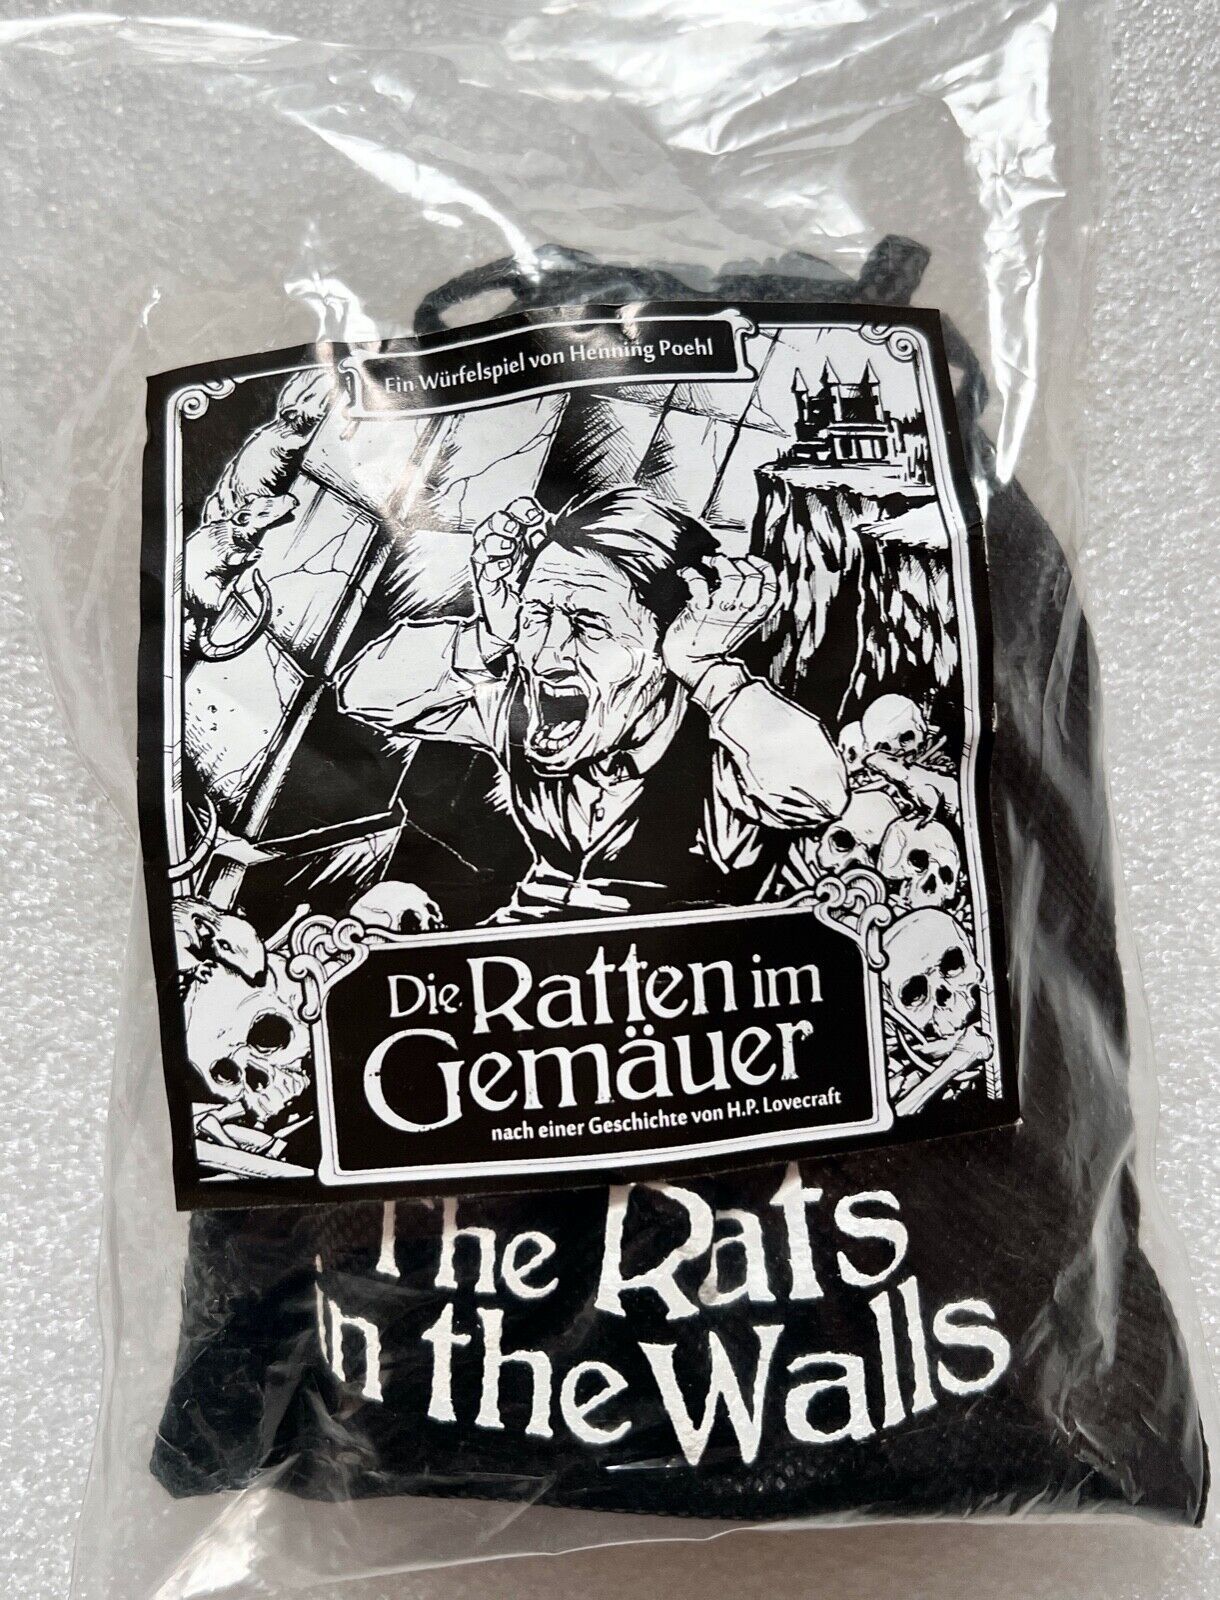 Ein Würfelspiel von Henning Poehl
Die Ratten im
Gemäuer
nach einer Geschichte von H.P. Lovecraft
The Rats
in the Walls